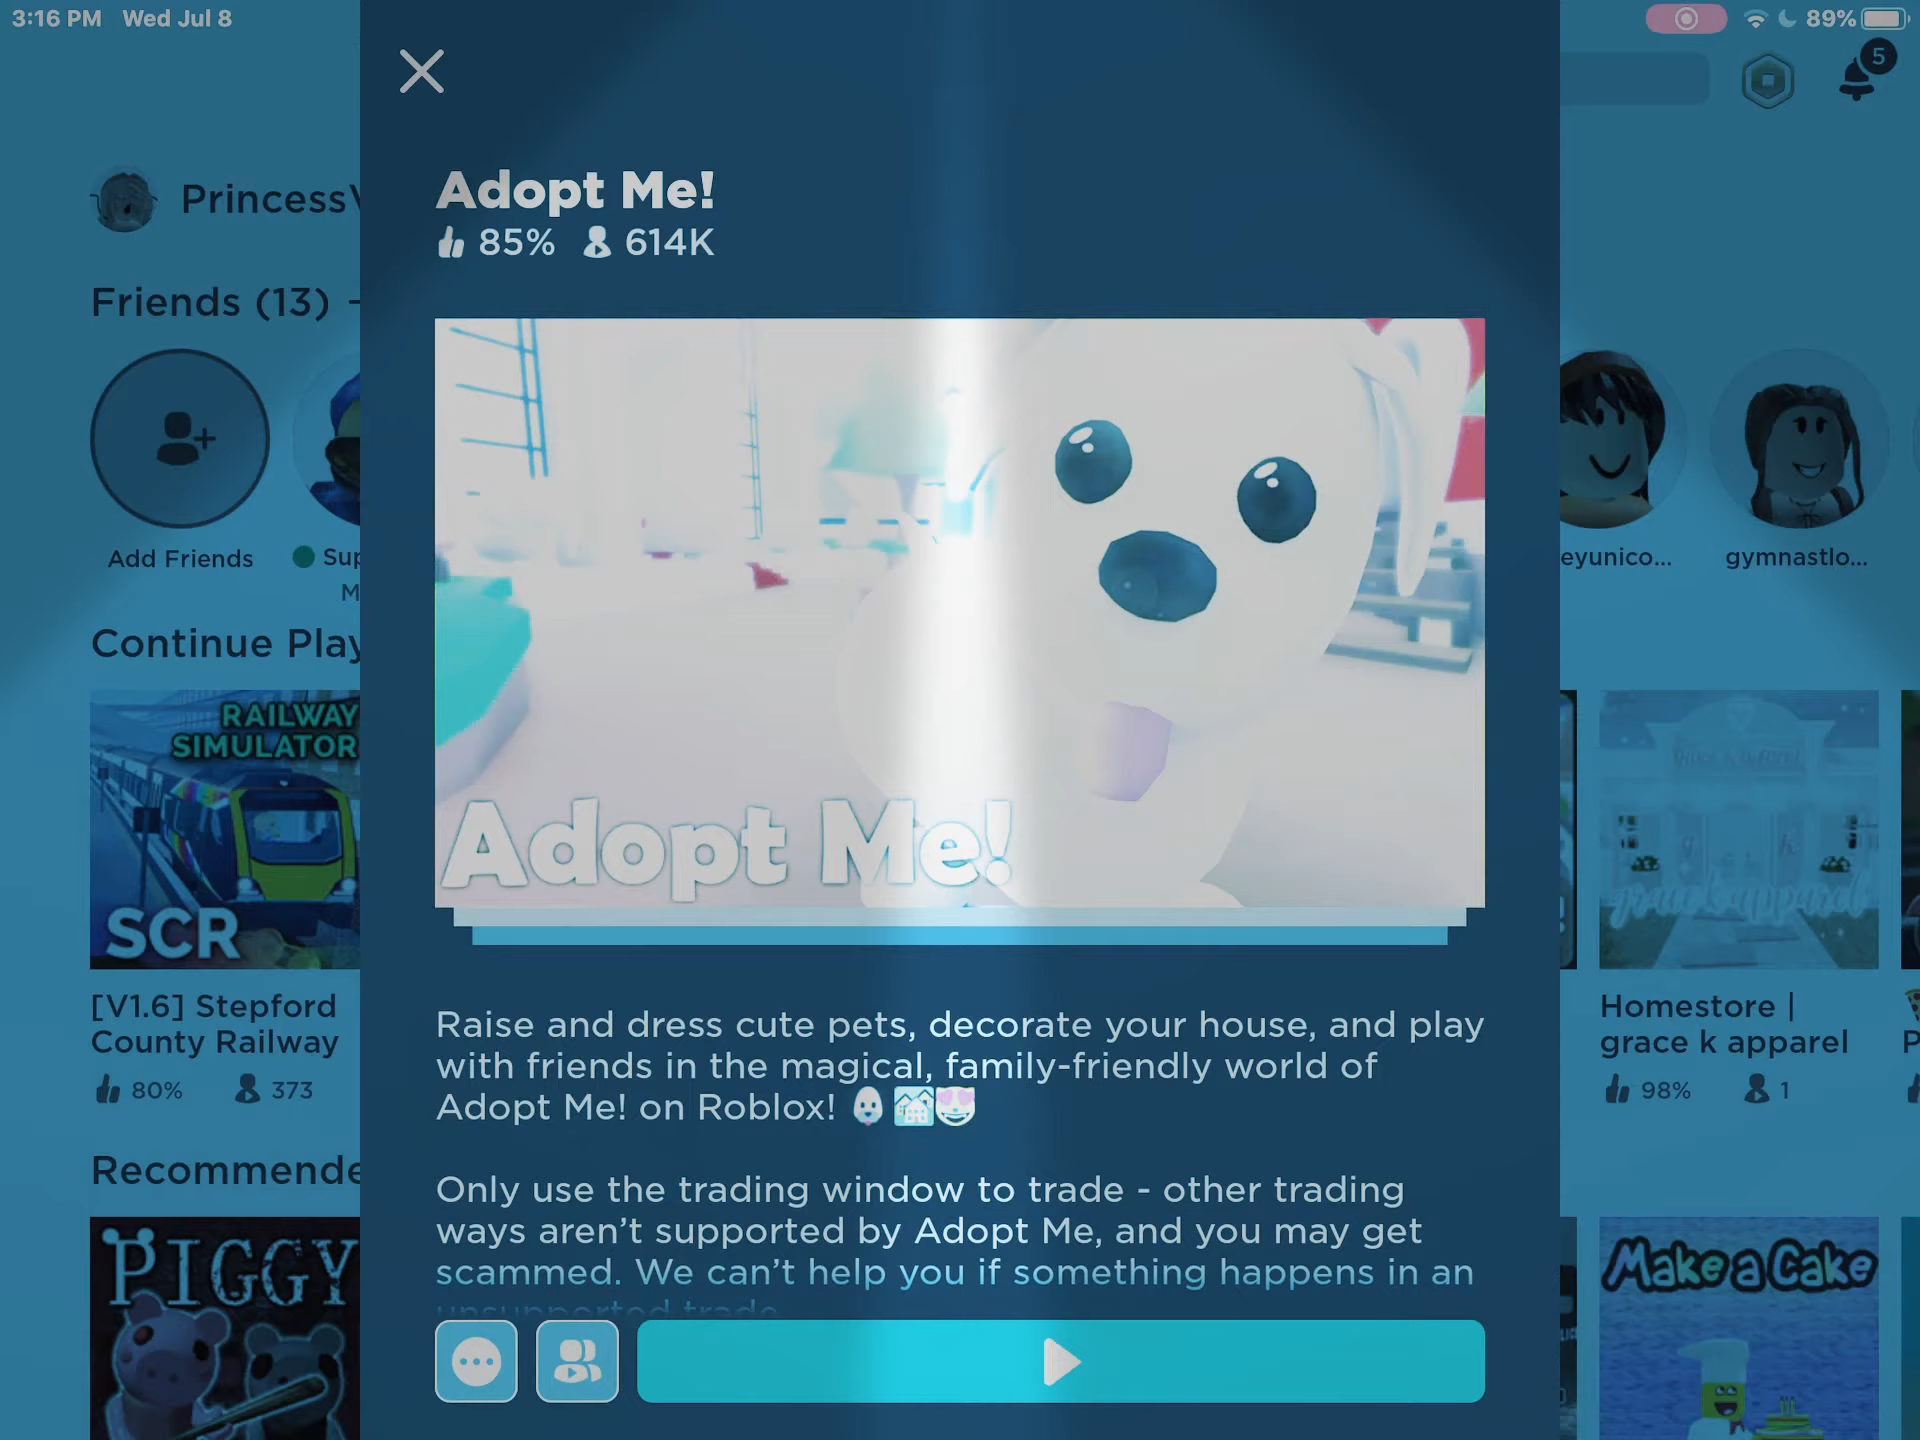 3:16 PM Wed Jul 8
89%
5
Adopt Me!
85% 614K
Friends (13)
Add Friends
eyunico...
gymnastlo...
Adopt Me!
RAILWAY
SIMULATOR
SCR
[V1.6] Stepford
County Railway
80% 373
Homestore |
grace k apparel
98% 1
grace k apparel
Raise and dress cute pets, decorate your house, and play
with friends in the magical, family-friendly world of
Adopt Me! on Roblox!
Only use the trading window to trade - other trading
ways aren't supported by Adopt Me, and you may get
scammed. We can't help you if something happens in an
unsupported trade
PIGGY
Make a Cake